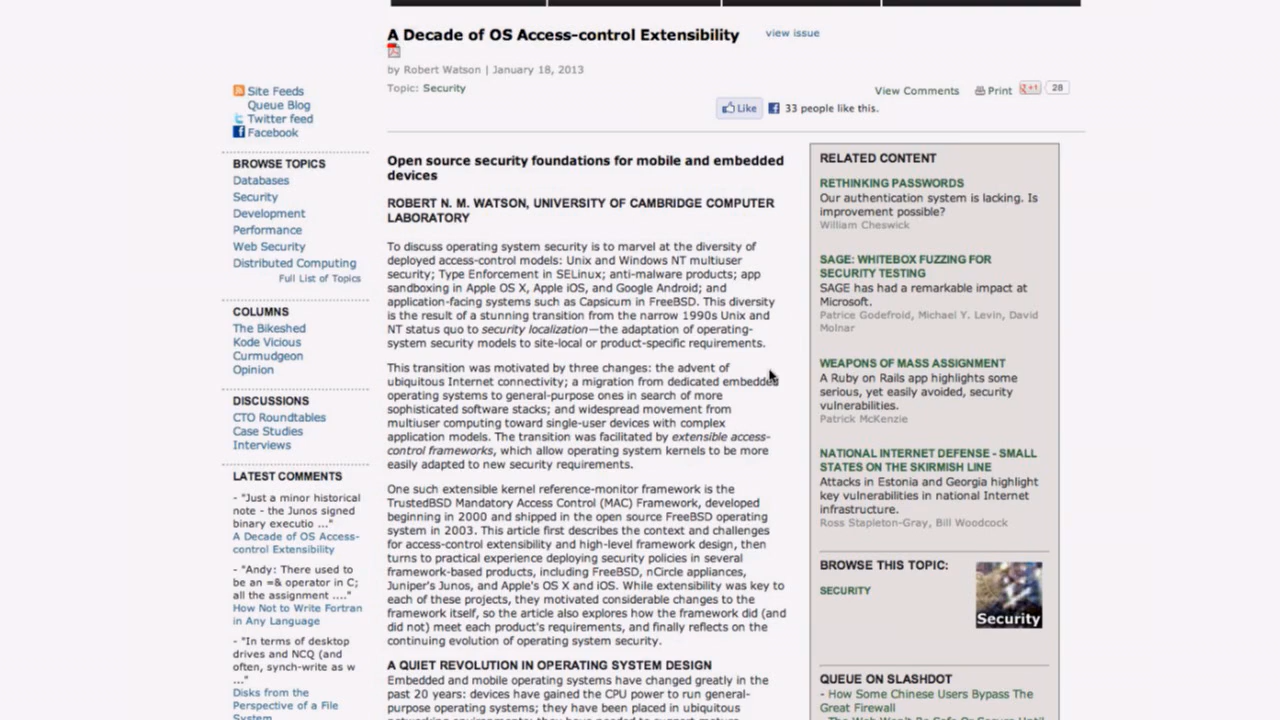 A Decade of OS Access-control Extensibility
view issue
by Robert Watson | January 18, 2013
Topic: Security
View Comments
Print
+1
28
Like
33 people like this.
Site Feeds
Queue Blog
Twitter feed
Facebook
BROWSE TOPICS
Databases
Security
Development
Performance
Web Security
Distributed Computing
Full List of Topics
COLUMNS
The Bikeshed
Kode Vicious
Curmudgeon
Opinion
DISCUSSIONS
CTO Roundtables
Case Studies
Interviews
LATEST COMMENTS
- "Just a minor historical
note - the Junos signed
binary executio ..."
A Decade of OS Access-
control Extensibility
- "Andy: There used to
be an =& operator in C;
all the assignment ...."
How Not to Write Fortran
in Any Language
- "In terms of desktop
drives and NCQ (and
often, synch-write as w
..."
Disks from the
Perspective of a File
System
Open source security foundations for mobile and embedded
devices
ROBERT N. M. WATSON, UNIVERSITY OF CAMBRIDGE COMPUTER
LABORATORY
To discuss operating system security is to marvel at the diversity of
deployed access-control models: Unix and Windows NT multiuser
security; Type Enforcement in SELinux; anti-malware products; app
sandboxing in Apple OS X, Apple iOS, and Google Android; and
application-facing systems such as Capsicum in FreeBSD. This diversity
is the result of a stunning transition from the narrow 1990s Unix and
NT status quo to security localization—the adaptation of operating-
system security models to site-local or product-specific requirements.
This transition was motivated by three changes: the advent of
ubiquitous Internet connectivity; a migration from dedicated embedded
operating systems to general-purpose ones in search of more
sophisticated software stacks; and widespread movement from
multiuser computing toward single-user devices with complex
application models. The transition was facilitated by extensible access-
control frameworks, which allow operating system kernels to be more
easily adapted to new security requirements.
One such extensible kernel reference-monitor framework is the
TrustedBSD Mandatory Access Control (MAC) Framework, developed
beginning in 2000 and shipped in the open source FreeBSD operating
system in 2003. This article first describes the context and challenges
for access-control extensibility and high-level framework design, then
turns to practical experience deploying security policies in several
framework-based products, including FreeBSD, nCircle appliances,
Juniper's Junos, and Apple's OS X and iOS. While extensibility was key to
each of these projects, they motivated considerable changes to the
framework itself, so the article also explores how the framework did (and
did not) meet each product's requirements, and finally reflects on the
continuing evolution of operating system security.
A QUIET REVOLUTION IN OPERATING SYSTEM DESIGN
Embedded and mobile operating systems have changed greatly in the
past 20 years: devices have gained the CPU power to run general-
purpose operating systems; they have been placed in ubiquitous
RELATED CONTENT
RETHINKING PASSWORDS
Our authentication system is lacking. Is
improvement possible?
William Cheswick
SAGE: WHITEBOX FUZZING FOR
SECURITY TESTING
SAGE has had a remarkable impact at
Microsoft.
Patrice Godefroid, Michael Y. Levin, David
Molnar
WEAPONS OF MASS ASSIGNMENT
A Ruby on Rails app highlights some
serious, yet easily avoided, security
vulnerabilities.
Patrick McKenzie
NATIONAL INTERNET DEFENSE - SMALL
STATES ON THE SKIRMISH LINE
Attacks in Estonia and Georgia highlight
key vulnerabilities in national Internet
infrastructure.
Ross Stapleton-Gray, Bill Woodcock
BROWSE THIS TOPIC:
SECURITY
Security
QUEUE ON SLASHDOT
- How Some Chinese Users Bypass The
Great Firewall